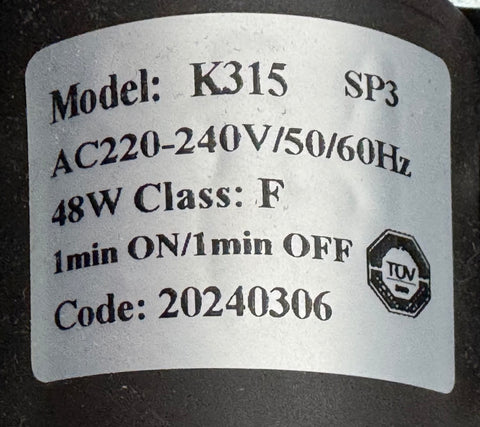 Model: K315 SP3
AC220-240V/50/60Hz
48W Class: F
1min ON/1min OFF
TÜV
Code: 20240306